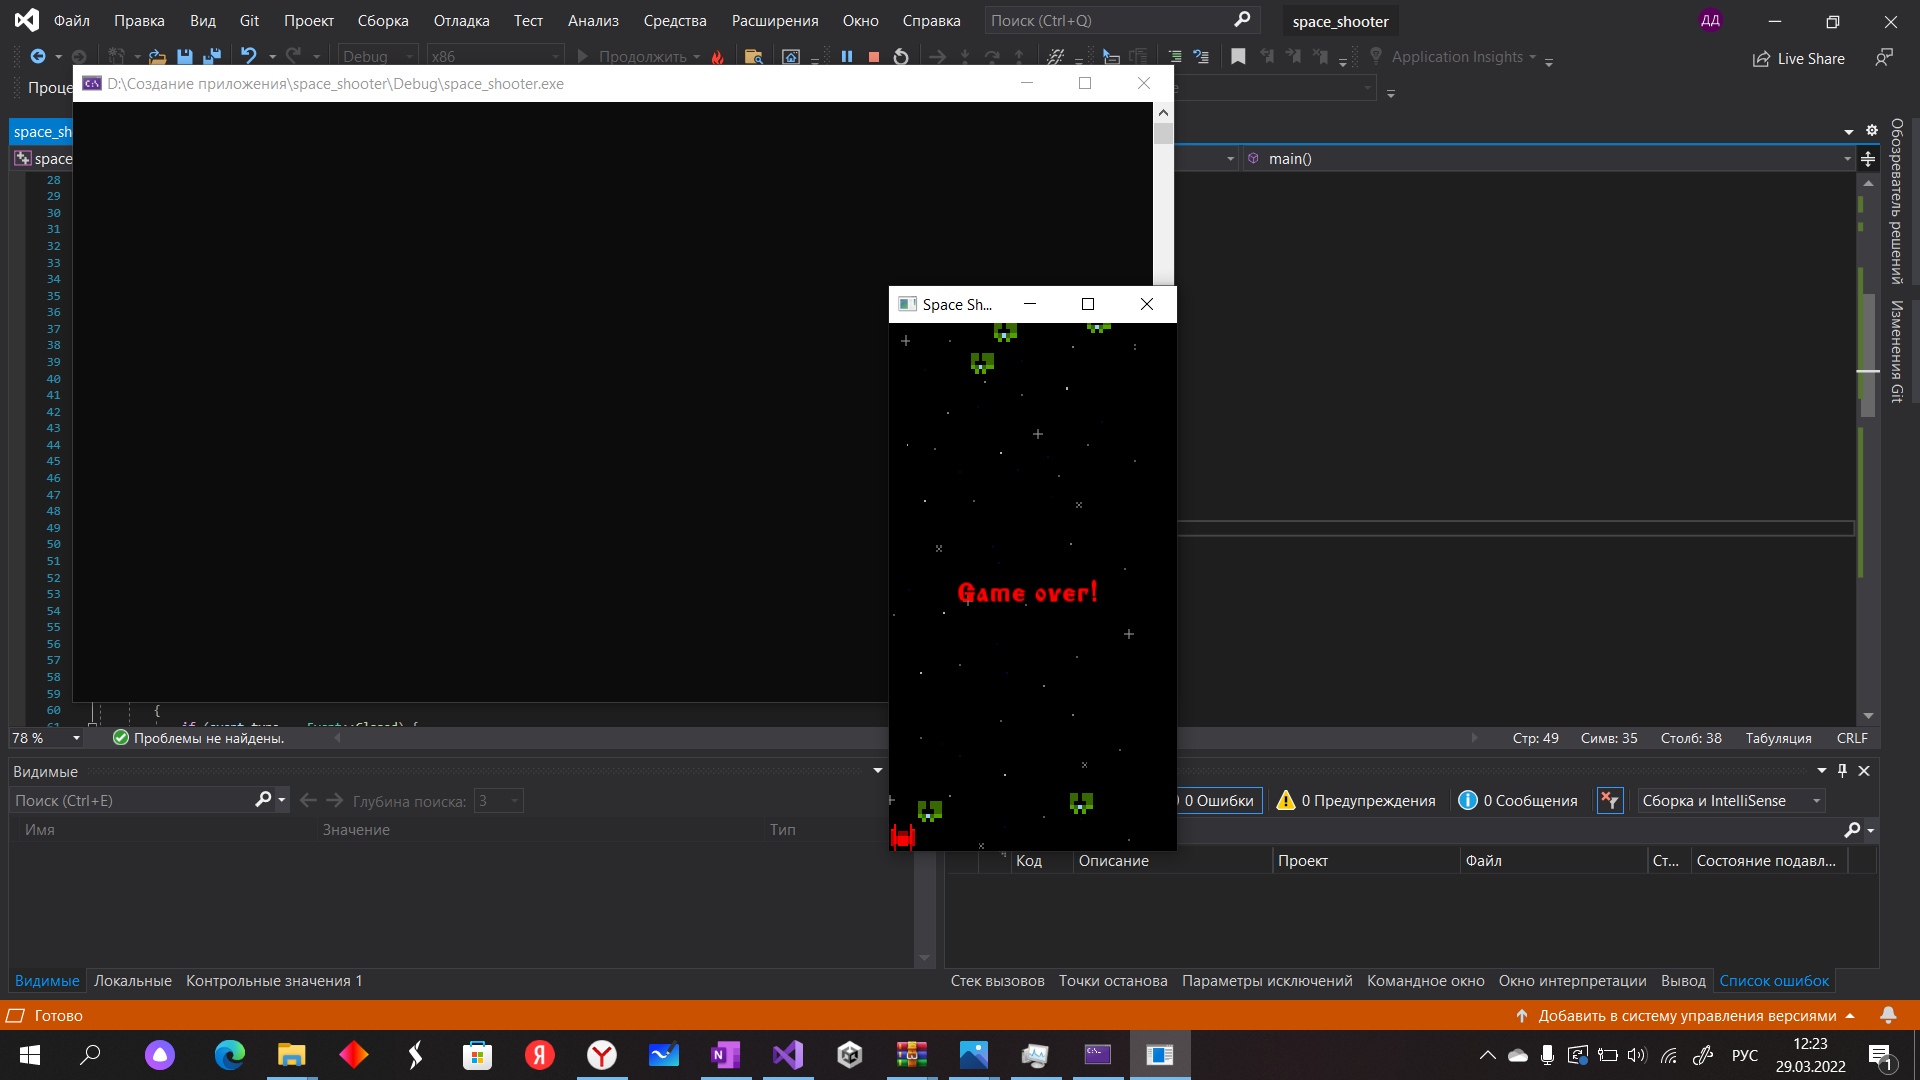 Файл Правка Вид Git Проект Сборка Отладка Тест Анализ Средства Расширения Окно Справка Поиск (Ctrl+Q) space_shooter ДД
Debug x86 Продолжить Application Insights Live Share
Проце
D:\Создание приложения\space_shooter\Debug\space_shooter.exe
space_sh
space main()
Обозреватель решений
Изменения Git
28
29
30
31
32
33
34
35
36
37
38
39
40
41
42
43
44
45
46
47
48
49
50
51
52
53
54
55
56
57
58
59
60 {
Space Sh...
Game over!
78 % Проблемы не найдены. Стр: 49 Симв: 35 Столб: 38 Табуляция CRLF
Видимые
Поиск (Ctrl+E) Глубина поиска: 3
Имя Значение Тип
0 Ошибки 0 Предупреждения 0 Сообщения Сборка и IntelliSense
Код Описание Проект Файл Ст... Состояние подавл...
Видимые Локальные Контрольные значения 1
Стек вызовов Точки останова Параметры исключений Командное окно Окно интерпретации Вывод Список ошибок
Готово Добавить в систему управления версиями
РУС 12:23
29.03.2022 1